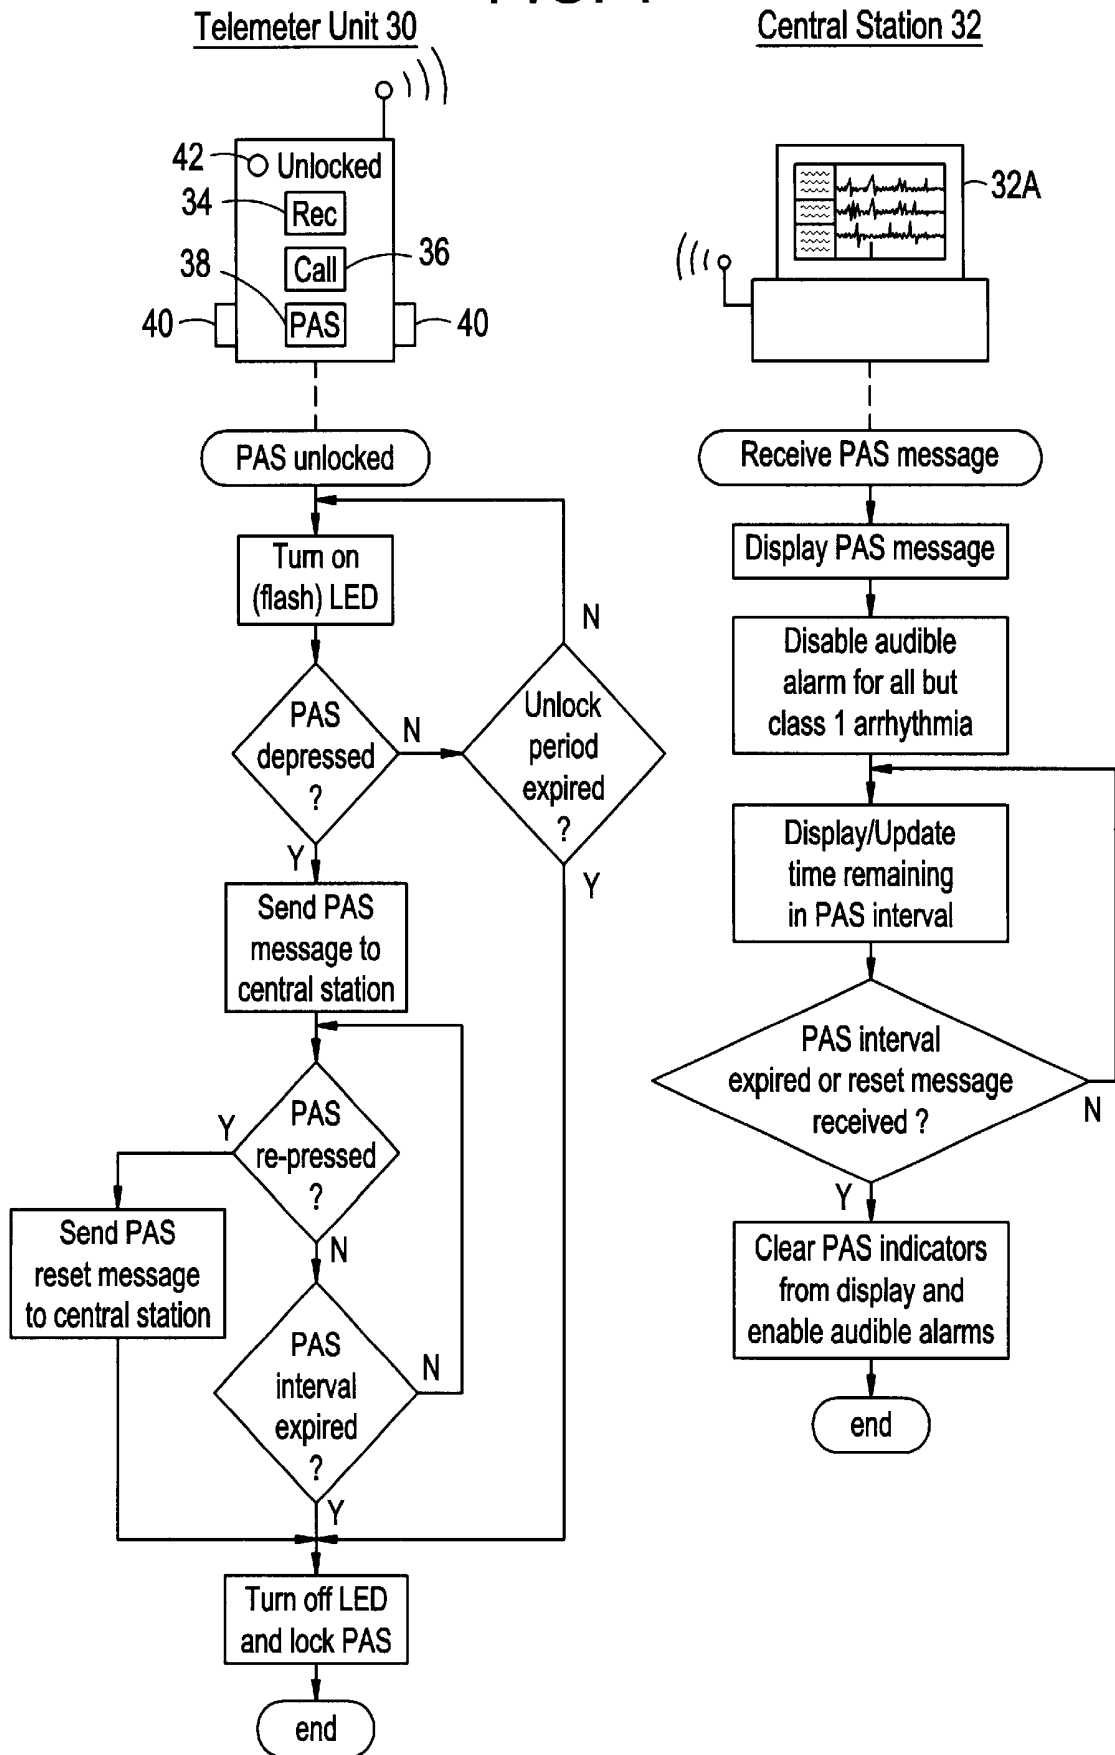 Telemeter Unit 30
Central Station 32
42
Unlocked
34
Rec
Call
36
38
PAS
40
40
32A
PAS unlocked
Turn on
(flash) LED
PAS
depressed
?
N
Y
Unlock
period
expired
?
N
Y
Send PAS
message to
central station
PAS
re-pressed
?
Y
N
Send PAS
reset message
to central station
PAS
interval
expired
?
N
Y
Turn off LED
and lock PAS
end
Receive PAS message
Display PAS message
Disable audible
alarm for all but
class 1 arrhythmia
Display/Update
time remaining
in PAS interval
PAS interval
expired or reset message
received ?
N
Y
Clear PAS indicators
from display and
enable audible alarms
end